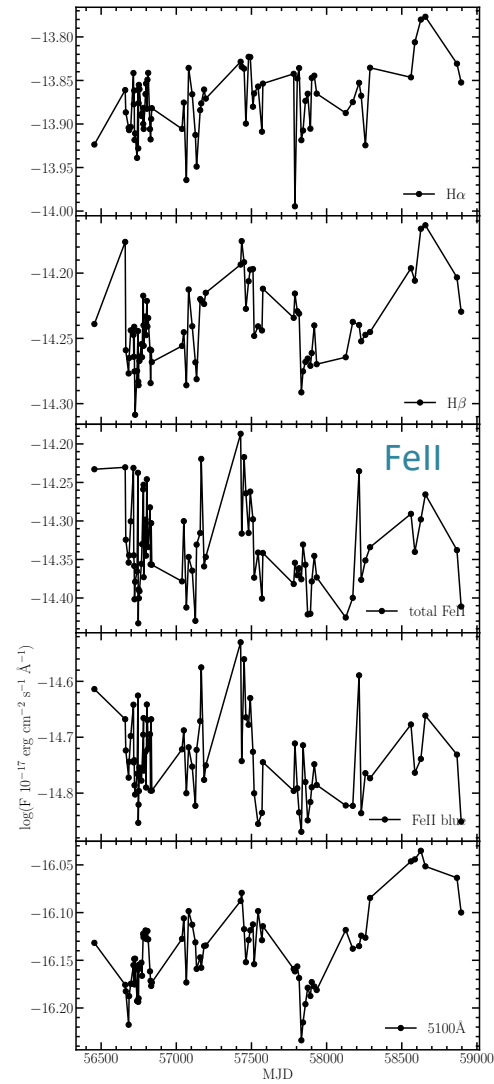 −13.80
−13.85
−13.90
−13.95
−14.00
Hα
−14.20
−14.25
−14.30
Hβ
−14.20
−14.25
−14.30
−14.35
−14.40
FeII
total FeII
−14.6
−14.7
−14.8
FeII blue
log(F 10⁻¹⁷ erg cm⁻² s⁻¹ Å⁻¹)
−16.05
−16.10
−16.15
−16.20
5100Å
56500 57000 57500 58000 58500 59000
MJD